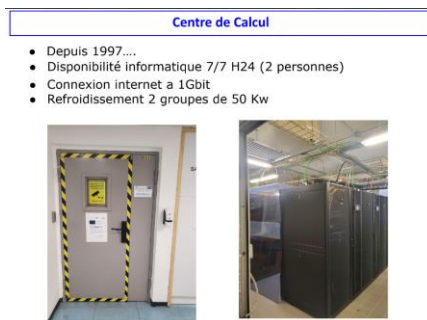 Centre de Calcul
● Depuis 1997....
● Disponibilité informatique 7/7 H24 (2 personnes)
● Connexion internet a 1Gbit
● Refroidissement 2 groupes de 50 Kw